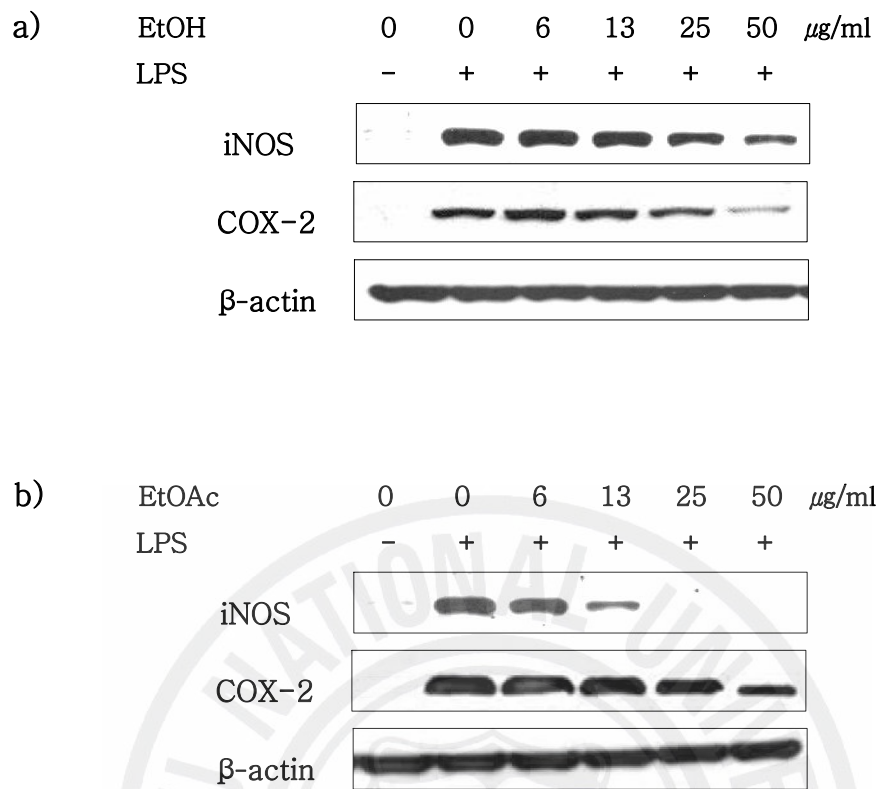 a) EtOH 0 0 6 13 25 50 μg/ml
LPS − + + + + +
iNOS
COX-2
β-actin
b) EtOAc 0 0 6 13 25 50 μg/ml
LPS − + + + + +
iNOS
COX-2
β-actin
NATIONAL